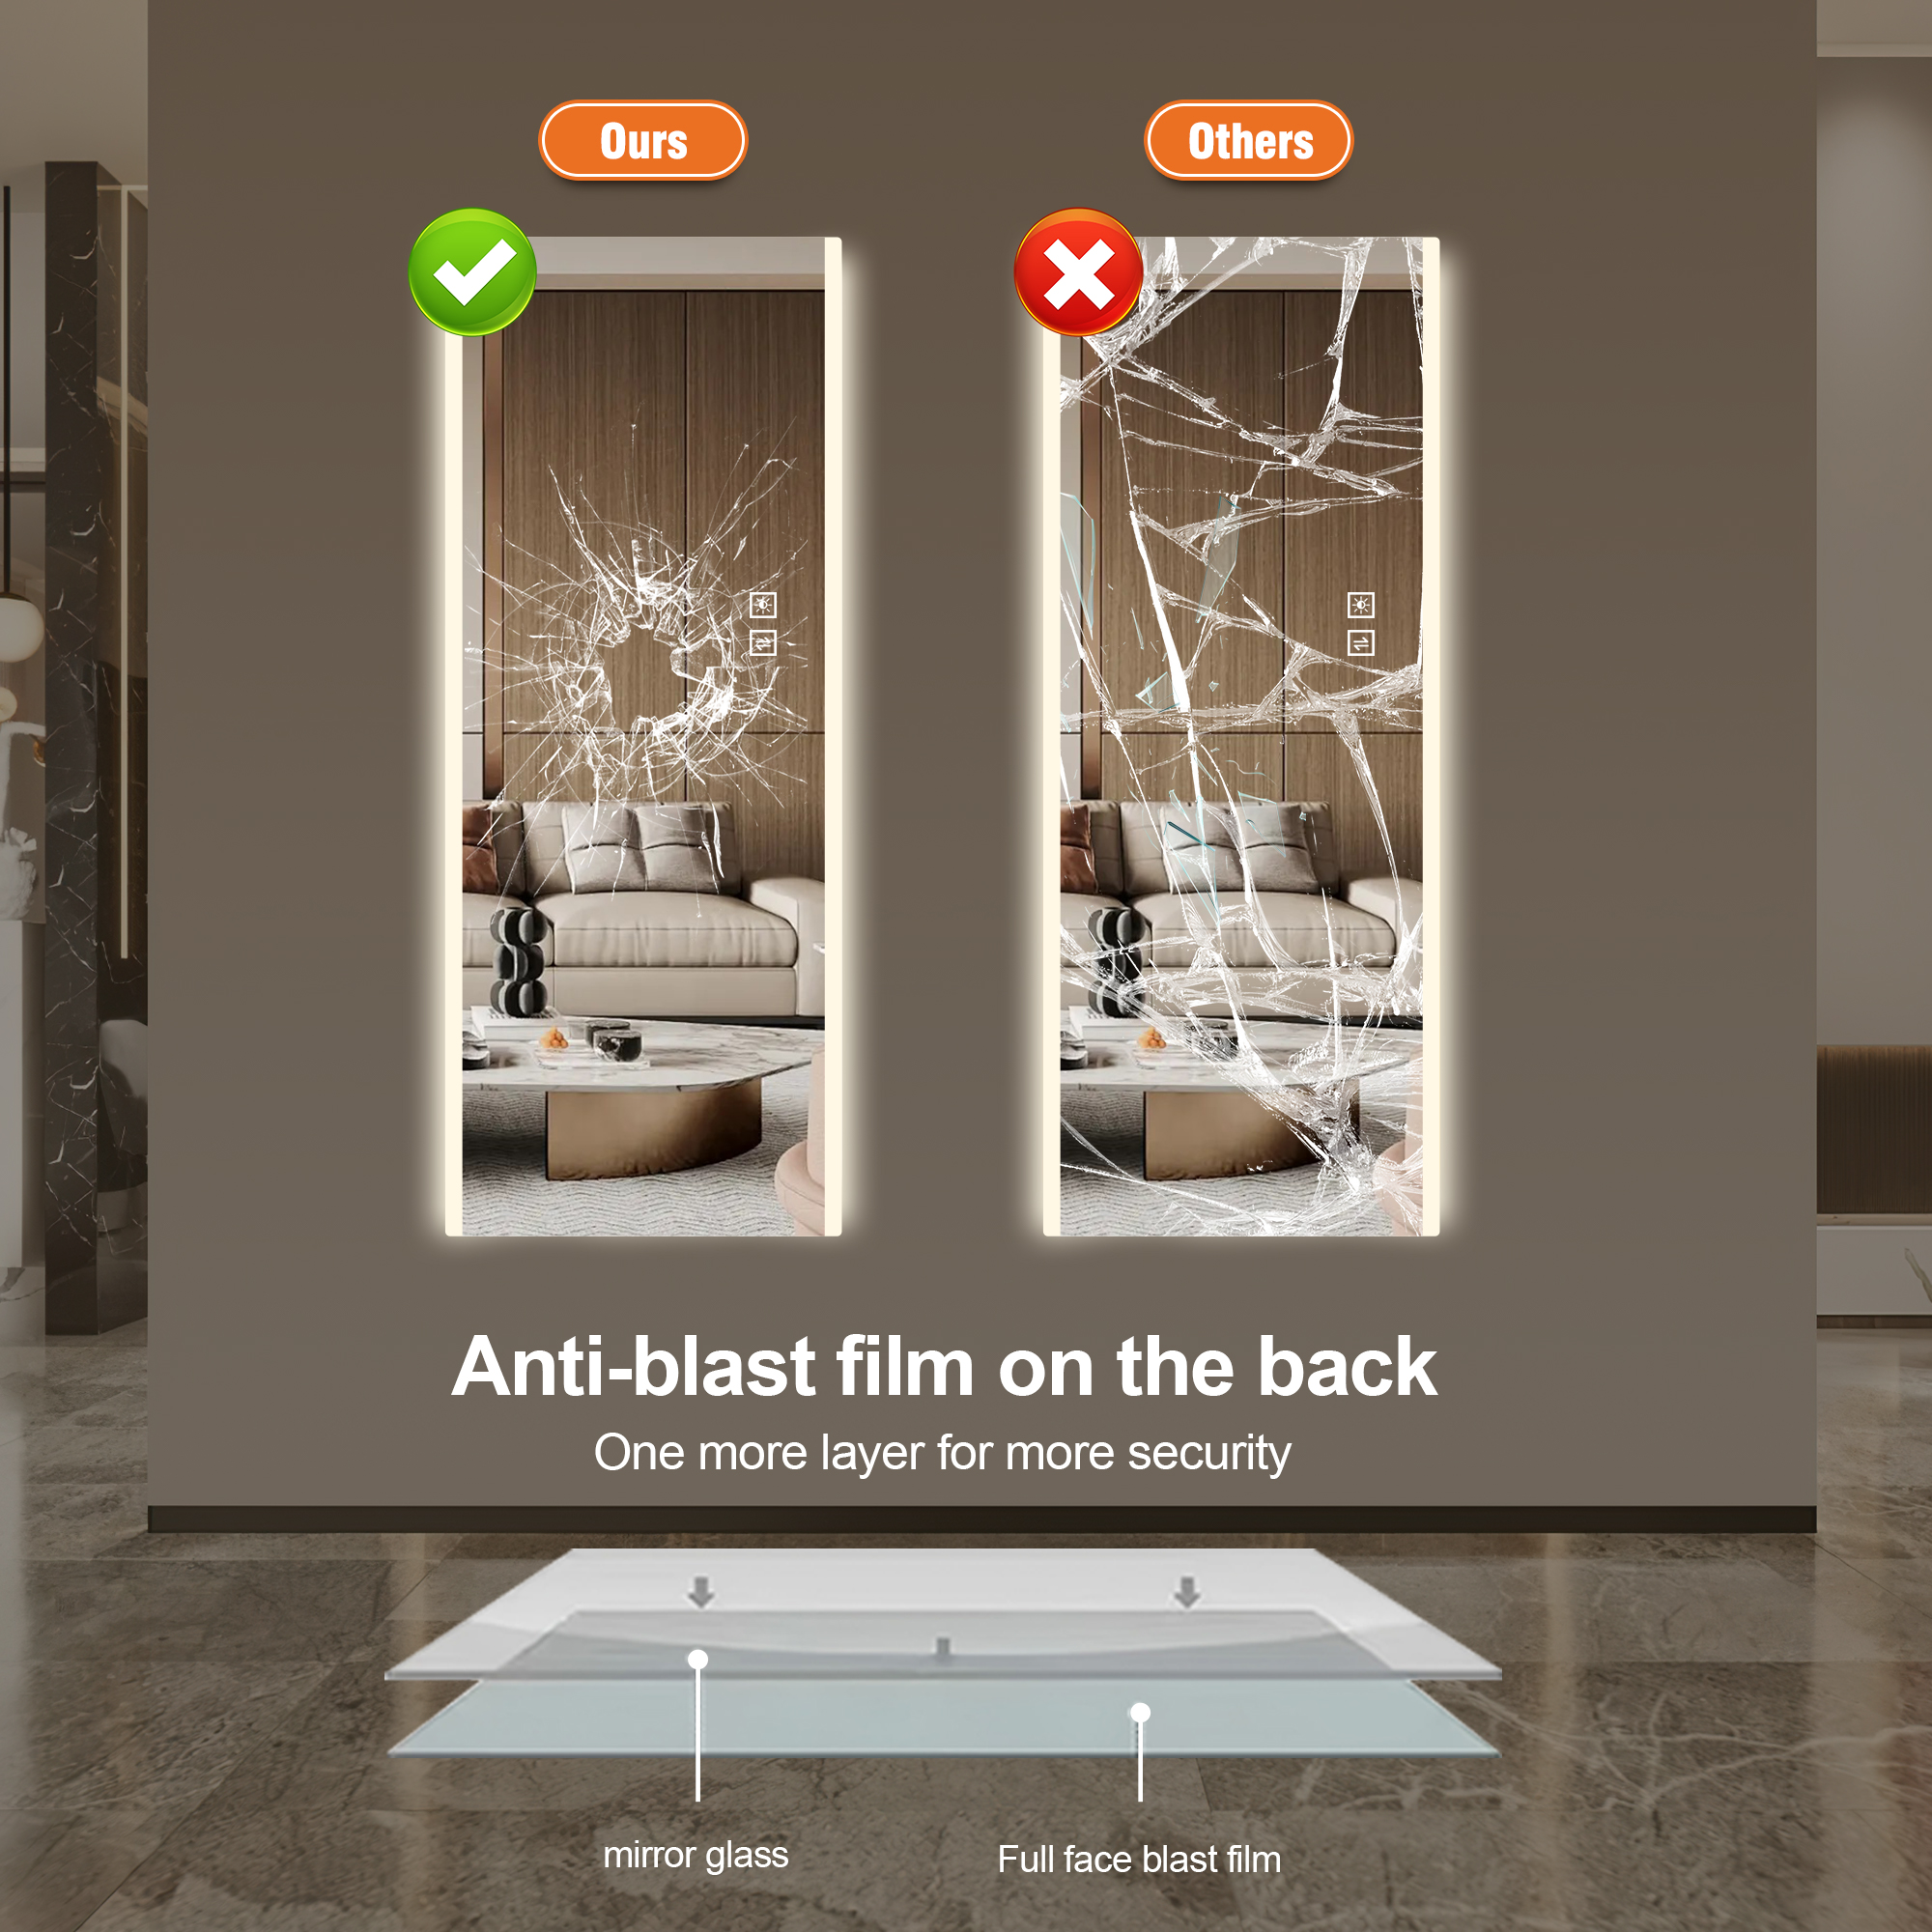 Ours
Others
Anti-blast film on the back
One more layer for more security
mirror glass
Full face blast film